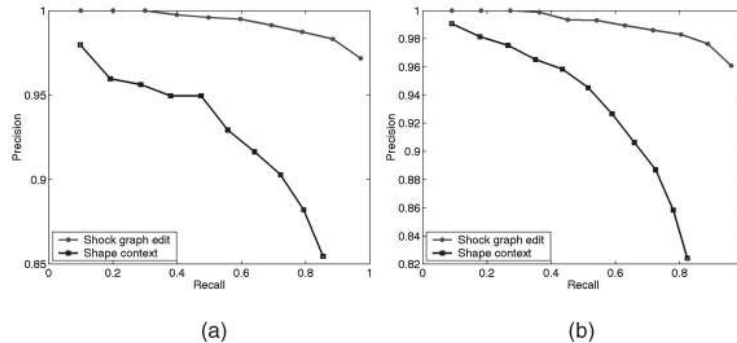 1
0.95
0.9
0.85
Precision
Shock graph edit
Shape context
0 0.2 0.4 0.6 0.8 1
Recall
(a)
1
0.98
0.96
0.94
0.92
0.9
0.88
0.86
0.84
0.82
Precision
Shock graph edit
Shape context
0 0.2 0.4 0.6 0.8
Recall
(b)